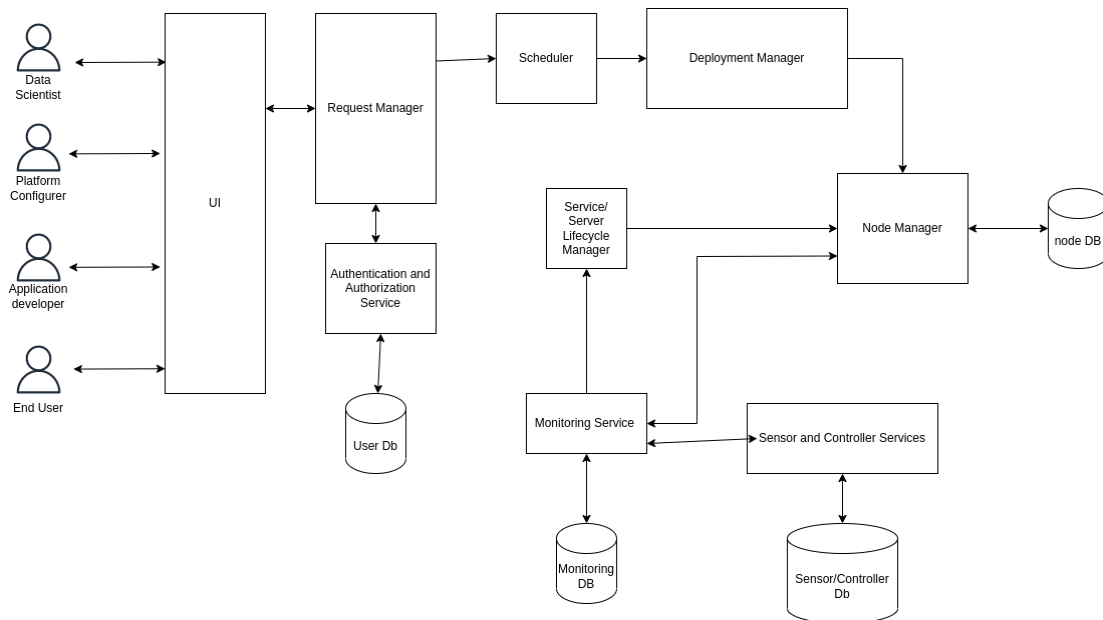 Data
Scientist
Platform
Configurer
Application
developer
End User
UI
Request Manager
Authentication and
Authorization
Service
User Db
Scheduler
Deployment Manager
Service/
Server
Lifecycle
Manager
Node Manager
node DB
Monitoring Service
Sensor and Controller Services
Monitoring
DB
Sensor/Controller
Db